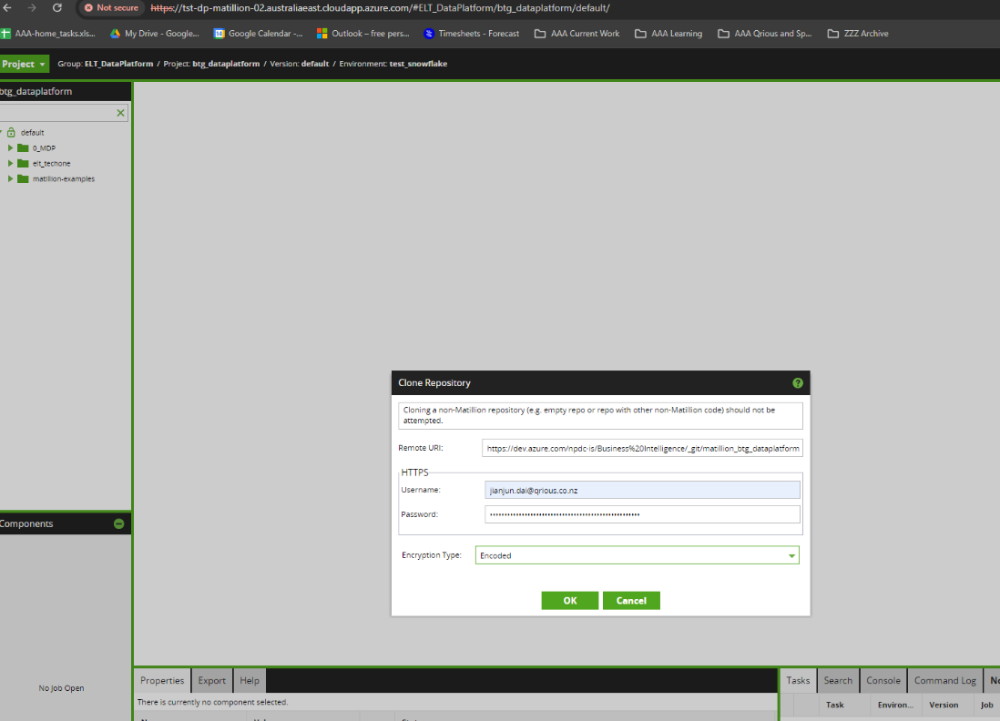 Not secure https://tst-dp-matillion-02.australiaeast.cloudapp.azure.com/#ELT_DataPlatform/btg_dataplatform/default/
AAA-home_tasks.xls... My Drive - Google... Google Calendar -... Outlook – free pers... Timesheets - Forecast AAA Current Work AAA Learning AAA Qrious and Sp... ZZZ Archive
Project Group: ELT_DataPlatform / Project: btg_dataplatform / Version: default / Environment: test_snowflake
btg_dataplatform
default
0_MDP
elt_techone
matillion-examples
Clone Repository
Cloning a non-Matillion repository (e.g. empty repo or repo with other non-Matillion code) should not be
attempted.
Remote URI: https://dev.azure.com/npdc-is/Business%20Intelligence/_git/matillion_btg_dataplatform
HTTPS
Username: jianjun.dai@qrious.co.nz
Password:
Encryption Type: Encoded
OK Cancel
Components
No Job Open
Properties Export Help
There is currently no component selected.
Tasks Search Console Command Log No
Task Environ... Version Job